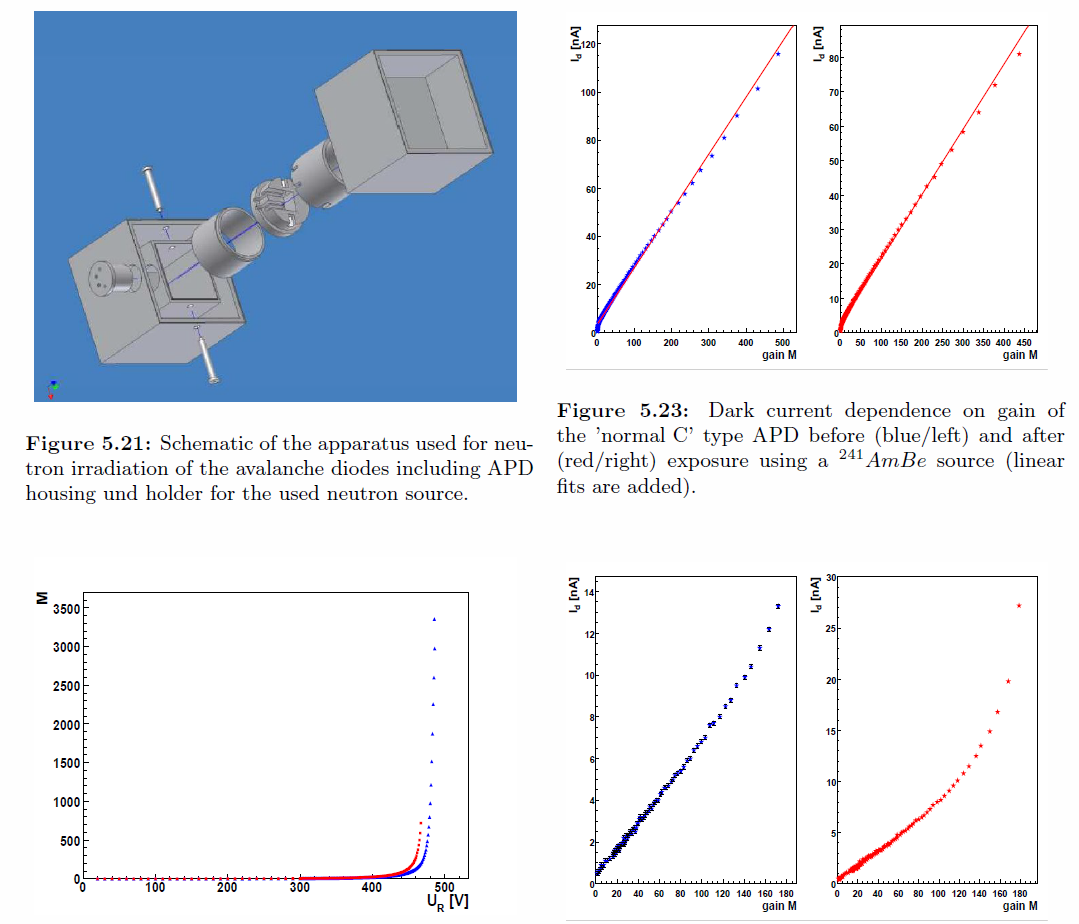 Figure 5.21: Schematic of the apparatus used for neu-
tron irradiation of the avalanche diodes including APD
housing und holder for the used neutron source.
I_d [nA]
120
100
80
60
40
20
0
0 100 200 300 400 500
gain M
I_d [nA]
80
70
60
50
40
30
20
10
0
0 50 100 150 200 250 300 350 400 450
gain M
Figure 5.23: Dark current dependence on gain of
the 'normal C' type APD before (blue/left) and after
(red/right) exposure using a ²⁴¹AmBe source (linear
fits are added).
M
3500
3000
2500
2000
1500
1000
500
0
0 100 200 300 400 500
U_R [V]
I_d [nA]
14
12
10
8
6
4
2
0
0 20 40 60 80 100 120 140 160 180
gain M
I_d [nA]
30
25
20
15
10
5
0
0 20 40 60 80 100 120 140 160 180
gain M